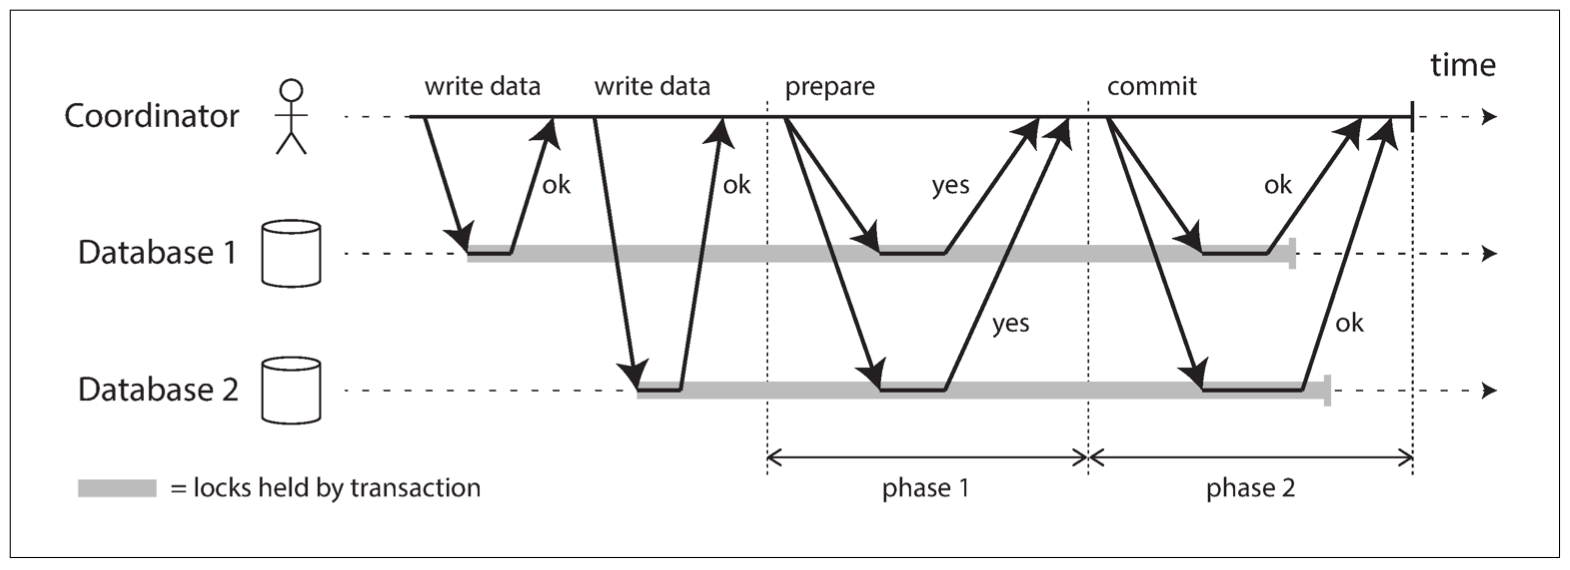 time
write data write data prepare commit
Coordinator
ok ok yes ok
Database 1
yes ok
Database 2
= locks held by transaction phase 1 phase 2